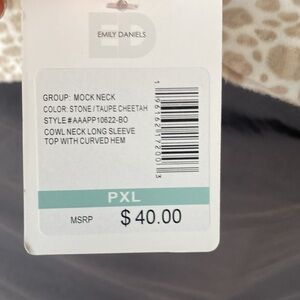 ED
EMILY DANIELS
GROUP: MOCK NECK
COLOR: STONE/TAUPE CHEETAH
STYLE #AAAPP10622-BO
COWL NECK LONG SLEEVE
TOP WITH CURVED HEM
PXL
MSRP $40.00